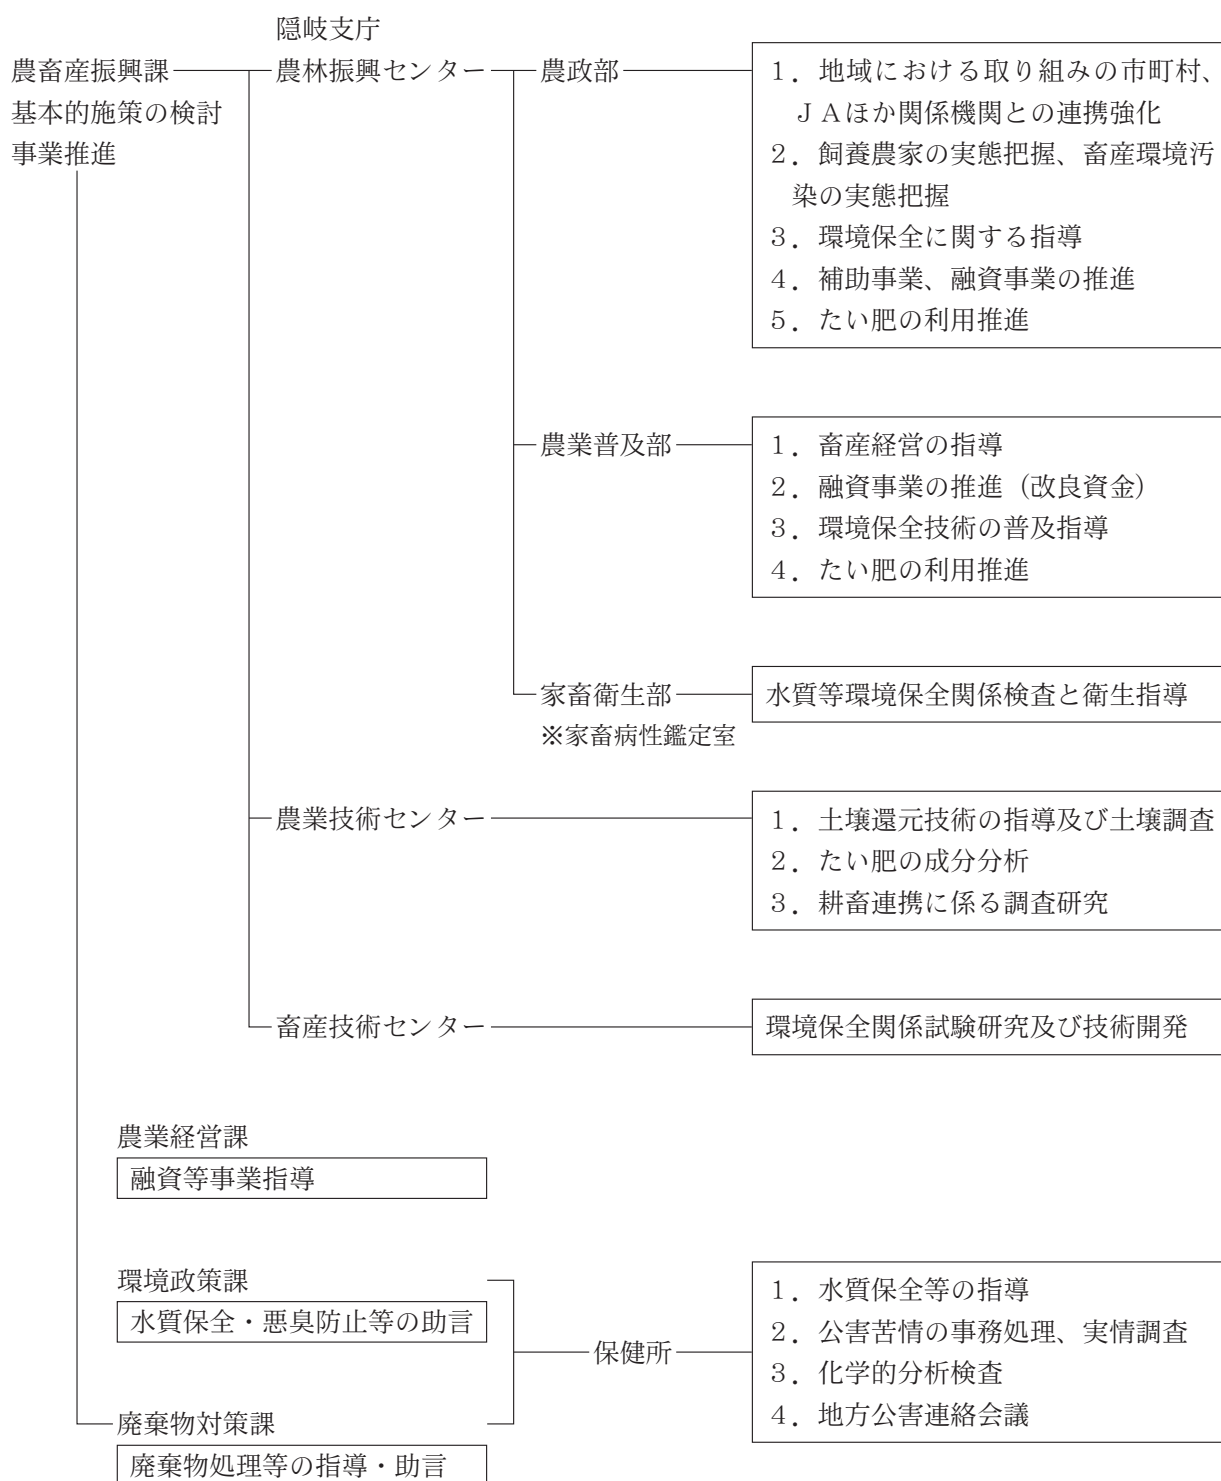 隠岐支庁
農畜産振興課
農林振興センター
農政部
基本的施策の検討
事業推進
１．地域における取り組みの市町村、
ＪＡほか関係機関との連携強化
２．飼養農家の実態把握、畜産環境汚
染の実態把握
３．環境保全に関する指導
４．補助事業、融資事業の推進
５．たい肥の利用推進
農業普及部
１．畜産経営の指導
２．融資事業の推進（改良資金）
３．環境保全技術の普及指導
４．たい肥の利用推進
家畜衛生部
※家畜病性鑑定室
水質等環境保全関係検査と衛生指導
農業技術センター
１．土壌還元技術の指導及び土壌調査
２．たい肥の成分分析
３．耕畜連携に係る調査研究
畜産技術センター
環境保全関係試験研究及び技術開発
農業経営課
融資等事業指導
環境政策課
水質保全・悪臭防止等の助言
廃棄物対策課
廃棄物処理等の指導・助言
保健所
１．水質保全等の指導
２．公害苦情の事務処理、実情調査
３．化学的分析検査
４．地方公害連絡会議